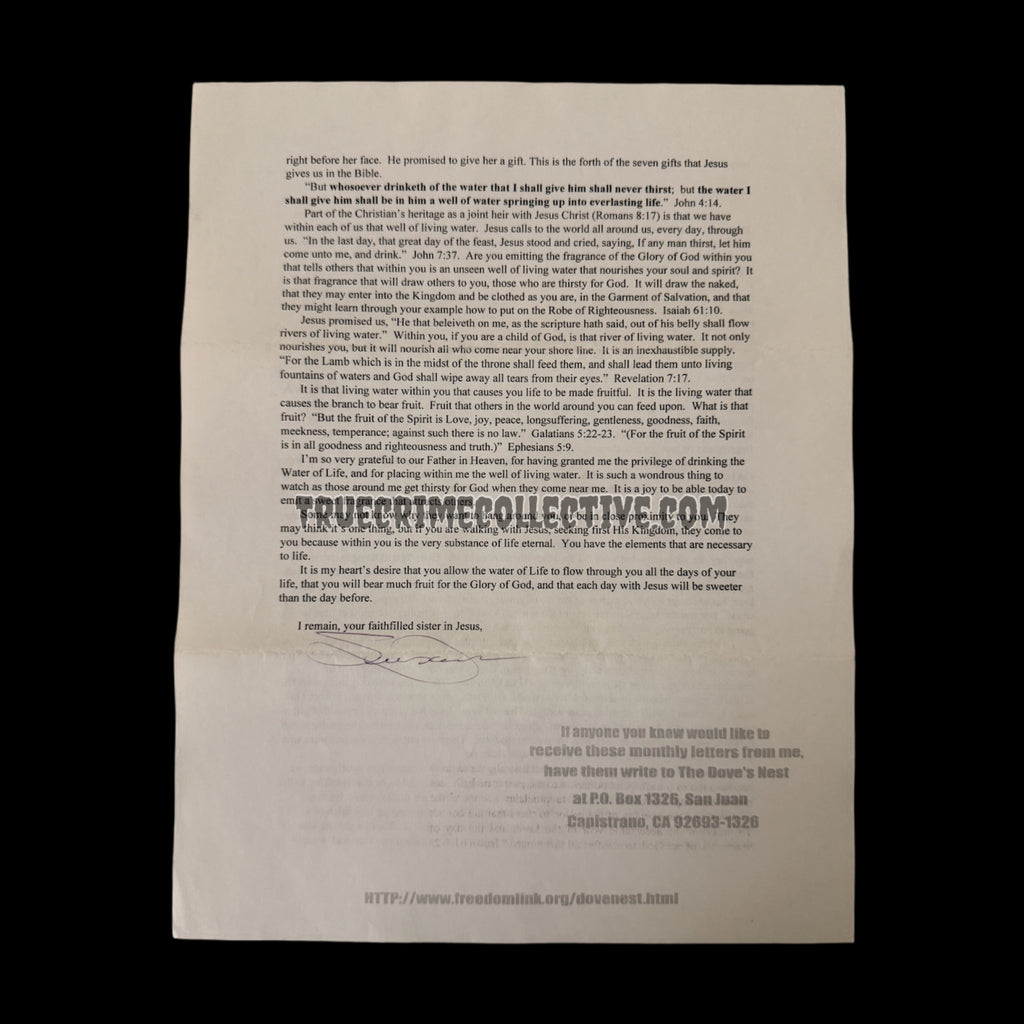 right before her face. He promised to give her a gift. This is the forth of the seven gifts that Jesus
gives us in the Bible.
"But whosoever drinketh of the water that I shall give him shall never thirst; but the water I
shall give him shall be in him a well of water springing up into everlasting life." John 4:14.
Part of the Christian's heritage as a joint heir with Jesus Christ (Romans 8:17) is that we have
within each of us that well of living water. Jesus calls to the world all around us, every day, through
us. "In the last day, that great day of the feast, Jesus stood and cried, saying, If any man thirst, let him
come unto me, and drink." John 7:37. Are you emitting the fragrance of the Glory of God within you
that tells others that within you is an unseen well of living water that nourishes your soul and spirit? It
is that fragrance that will draw others to you, those who are thirsty for God. It will draw the naked,
that they may enter into the Kingdom and be clothed as you are, in the Garment of Salvation, and that
they might learn through your example how to put on the Robe of Righteousness. Isaiah 61:10.
Jesus promised us, "He that beleiveth on me, as the scripture hath said, out of his belly shall flow
rivers of living water." Within you, if you are a child of God, is that river of living water. It not only
nourishes you, but it will nourish all who come near your shore line. It is an inexhaustible supply.
"For the Lamb which is in the midst of the throne shall feed them, and shall lead them unto living
fountains of waters and God shall wipe away all tears from their eyes." Revelation 7:17.
It is that living water within you that causes you life to be made fruitful. It is the living water that
causes the branch to bear fruit. Fruit that others in the world around you can feed upon. What is that
fruit? "But the fruit of the Spirit is Love, joy, peace, longsuffering, gentleness, goodness, faith,
meekness, temperance; against such there is no law." Galatians 5:22-23. "(For the fruit of the Spirit
is in all goodness and righteousness and truth.)" Ephesians 5:9.
I'm so very grateful to our Father in Heaven, for having granted me the privilege of drinking the
Water of Life, and for placing within me the well of living water. It is such a wondrous thing to
watch as those around me get thirsty for God when they come near me. It is a joy to be able today to
emit a sweet fragrance that attracts others.
TRUECRIMECOLLECTIVE.COM
Some may not know why they want to hang around you, or be in close proximity to you. They
may think it's one thing, but if you are walking with Jesus, seeking first His Kingdom, they come to
you because within you is the very substance of life eternal. You have the elements that are necessary
to life.
It is my heart's desire that you allow the water of Life to flow through you all the days of your
life, that you will bear much fruit for the Glory of God, and that each day with Jesus will be sweeter
than the day before.
I remain, your faithfilled sister in Jesus,
If anyone you know would like to
receive these monthly letters from me,
have them write to The Dove's Nest
at P.O. Box 1326, San Juan
Capistrano, CA 92693-1326
HTTP://www.freedomlink.org/dovenest.html